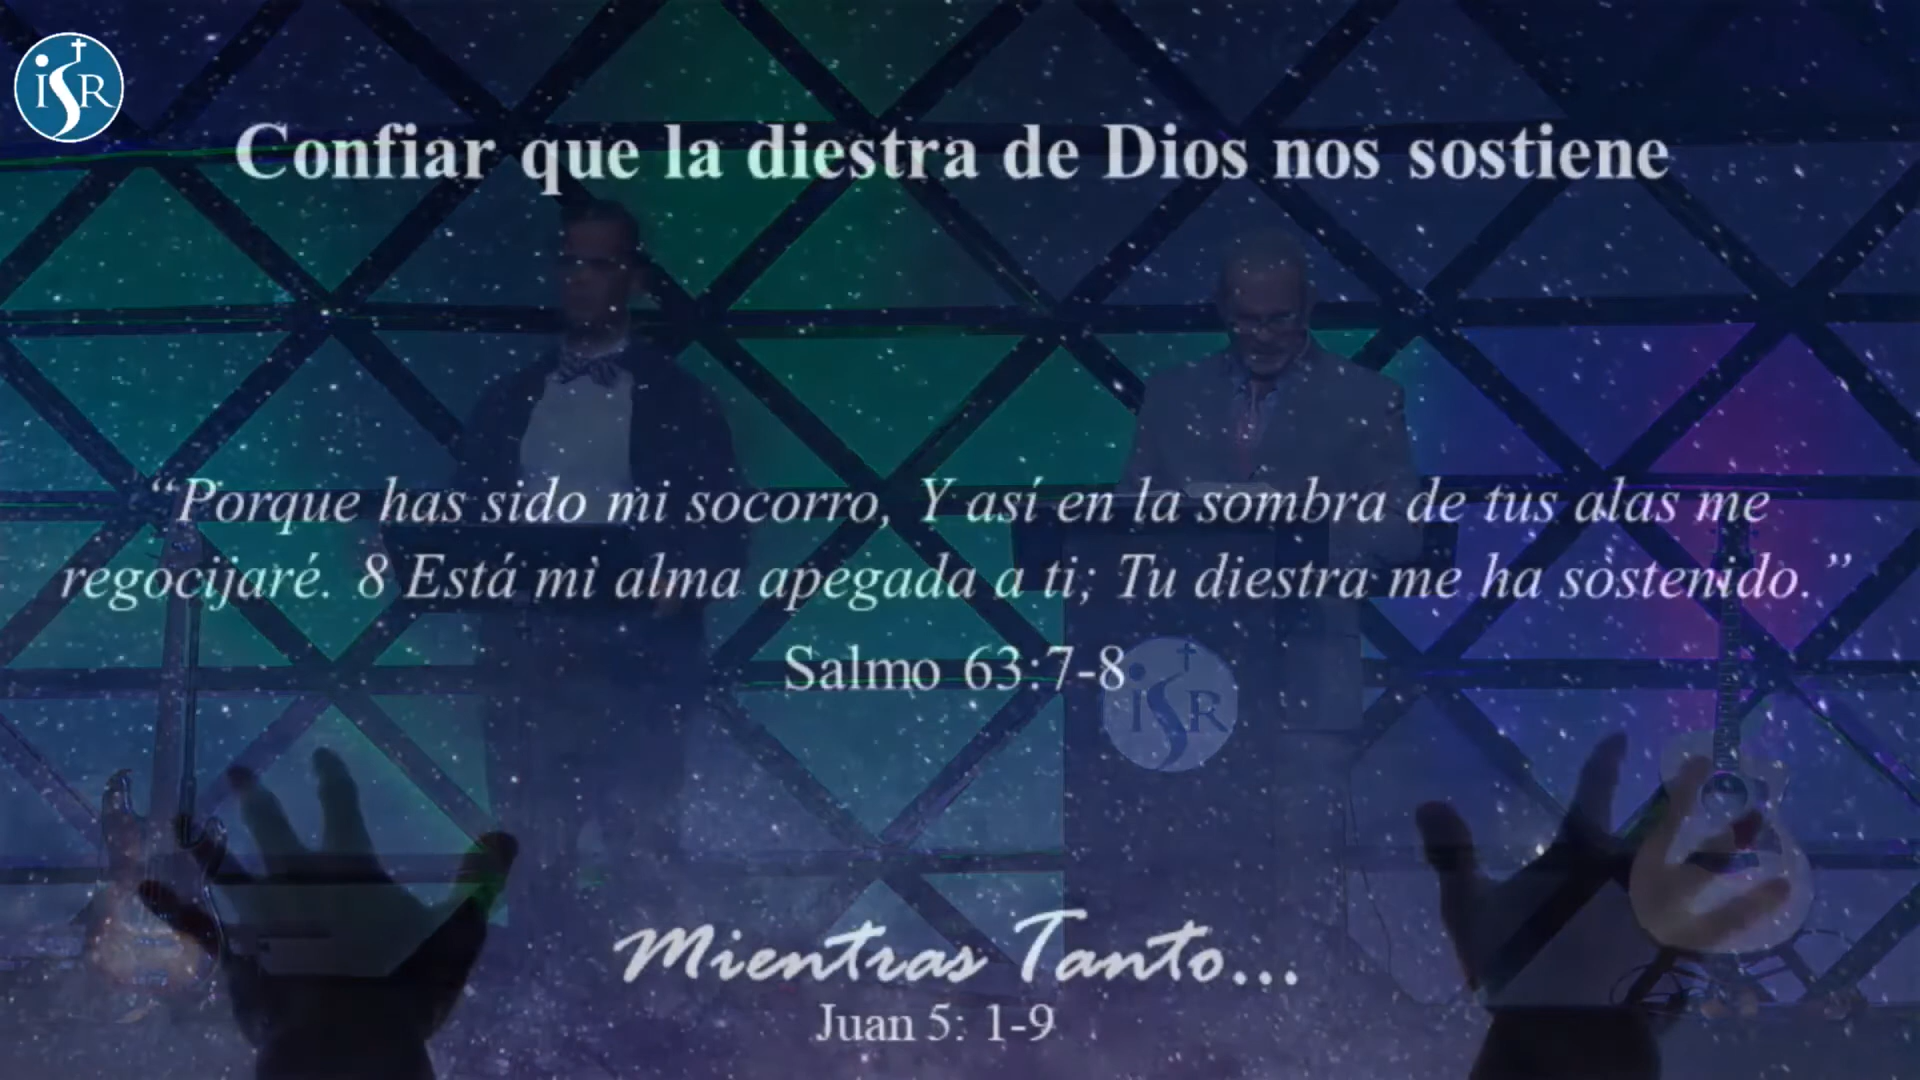 iSR
Confiar que la diestra de Dios nos sostiene
“Porque has sido mi socorro, Y así en la sombra de tus alas me
regocijaré. 8 Está mi alma apegada a ti; Tu diestra me ha sostenido.”
Salmo 63:7-8
iSR
Mientras Tanto...
Juan 5: 1-9